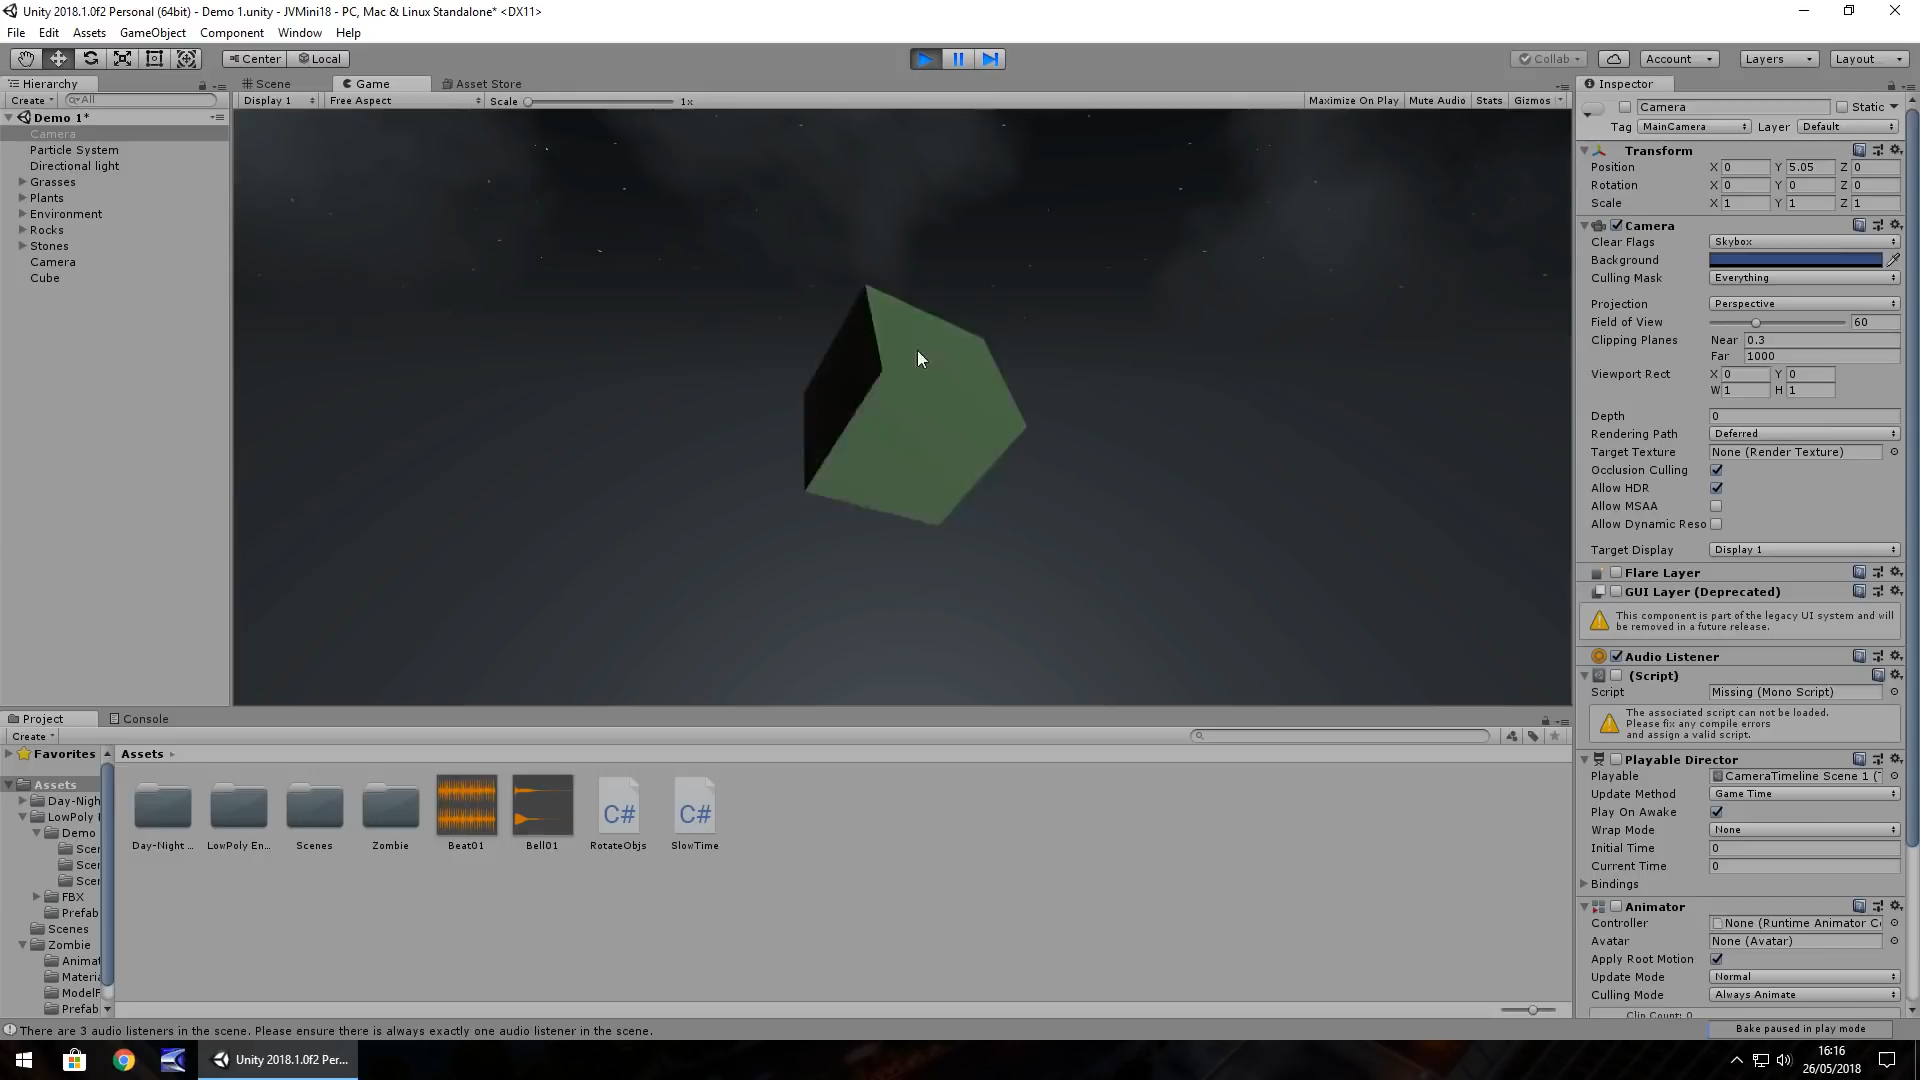 Unity 2018.1.0f2 Personal (64bit) - Demo 1.unity - JVMini18 - PC, Mac & Linux Standalone* <DX11>
File Edit Assets GameObject Component Window Help
Center Local Collab Account Layers Layout
Hierarchy Scene Game Asset Store Inspector
Create All Display 1 Free Aspect Scale 1x Maximize On Play Mute Audio Stats Gizmos
Camera Static
Demo 1*
Tag MainCamera Layer Default
Camera
Particle System
Directional light
Grasses
Plants
Environment
Rocks
Stones
Camera
Cube
Transform
Position X 0 Y 5.05 Z 0
Rotation X 0 Y 0 Z 0
Scale X 1 Y 1 Z 1
Camera
Clear Flags Skybox
Background
Culling Mask Everything
Projection Perspective
Field of View 60
Clipping Planes Near 0.3
Far 1000
Viewport Rect X 0 Y 0
W 1 H 1
Depth 0
Rendering Path Deferred
Target Texture None (Render Texture)
Occlusion Culling
Allow HDR
Allow MSAA
Allow Dynamic Reso
Target Display Display 1
Flare Layer
GUI Layer (Deprecated)
This component is part of the legacy UI system and will
be removed in a future release.
Audio Listener
(Script)
Script Missing (Mono Script)
The associated script can not be loaded.
Please fix any compile errors
and assign a valid script.
Playable Director
Playable CameraTimeline Scene 1 (T
Update Method Game Time
Play On Awake
Wrap Mode None
Initial Time 0
Current Time 0
Bindings
Animator
Controller None (Runtime Animator C
Avatar None (Avatar)
Apply Root Motion
Update Mode Normal
Culling Mode Always Animate
Clip Count: 0
Project Console
Create
Favorites
Assets
Day-Nigh
LowPoly
Demo
Scen
Scen
Scen
FBX
Prefab
Scenes
Zombie
Animat
Materia
ModelF
Prefab
Assets
Day-Night ... LowPoly En... Scenes Zombie Beat01 Bell01 RotateObjs SlowTime
C# C#
There are 3 audio listeners in the scene. Please ensure there is always exactly one audio listener in the scene.
Bake paused in play mode
Unity 2018.1.0f2 Per...
16:16
26/05/2018